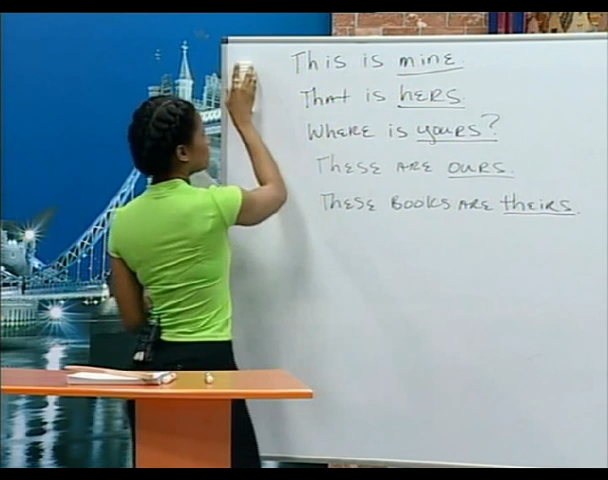 This is mine.
That is hers.
Where is yours?
These are ours.
These books are theirs.